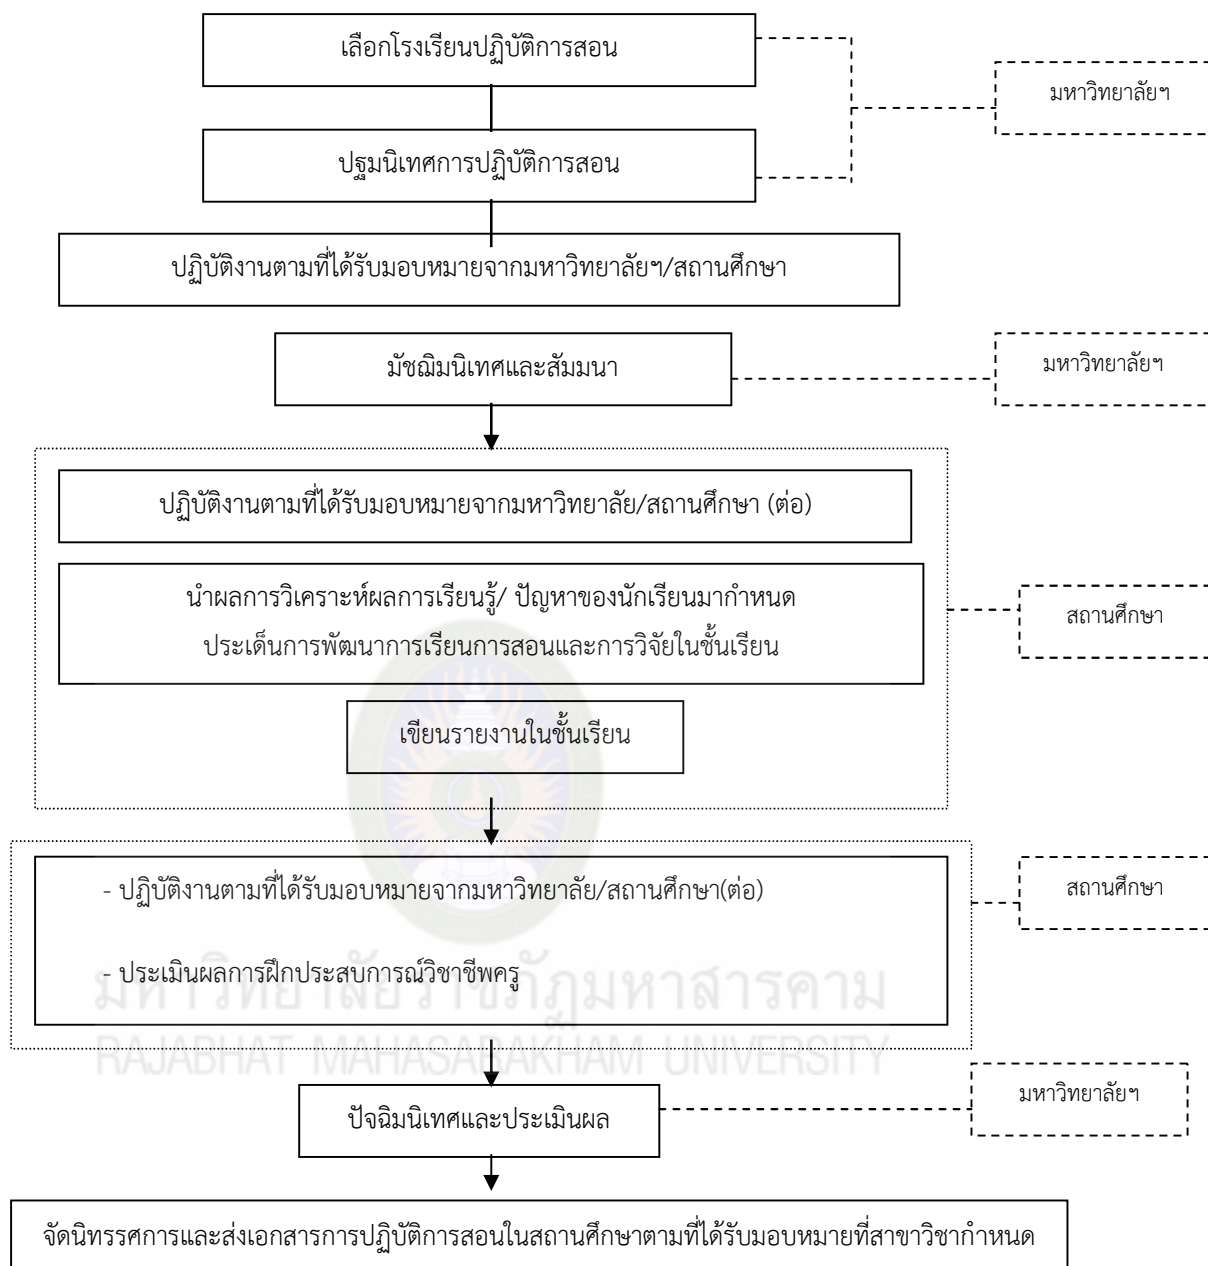 เลือกโรงเรียนปฏิบัติการสอน
มหาวิทยาลัยฯ
ปฐมนิเทศการปฏิบัติการสอน
ปฏิบัติงานตามที่ได้รับมอบหมายจากมหาวิทยาลัยฯ/สถานศึกษา
มัชฌิมนิเทศและสัมมนา
มหาวิทยาลัยฯ
ปฏิบัติงานตามที่ได้รับมอบหมายจากมหาวิทยาลัย/สถานศึกษา (ต่อ)
นำผลการวิเคราะห์ผลการเรียนรู้/ ปัญหาของนักเรียนมากำหนด
ประเด็นการพัฒนาการเรียนการสอนและการวิจัยในชั้นเรียน
สถานศึกษา
เขียนรายงานในชั้นเรียน
- ปฏิบัติงานตามที่ได้รับมอบหมายจากมหาวิทยาลัย/สถานศึกษา(ต่อ)
สถานศึกษา
- ประเมินผลการฝึกประสบการณ์วิชาชีพครู
มหาวิทยาลัยราชภัฏมหาสารคาม
RAJABHAT MAHASARAKHAM UNIVERSITY
มหาวิทยาลัยฯ
ปัจฉิมนิเทศและประเมินผล
จัดนิทรรศการและส่งเอกสารการปฏิบัติการสอนในสถานศึกษาตามที่ได้รับมอบหมายที่สาขาวิชากำหนด